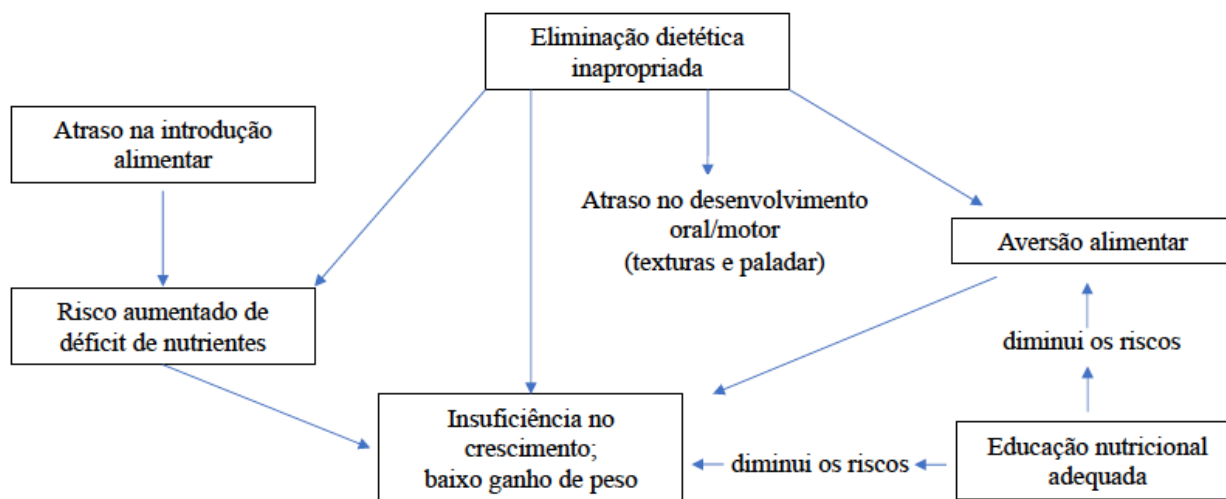 Eliminação dietética
inapropriada
Atraso na introdução
alimentar
Atraso no desenvolvimento
oral/motor
(texturas e paladar)
Aversão alimentar
Risco aumentado de
déficit de nutrientes
diminui os riscos
Insuficiência no
crescimento;
baixo ganho de peso
diminui os riscos
Educação nutricional
adequada